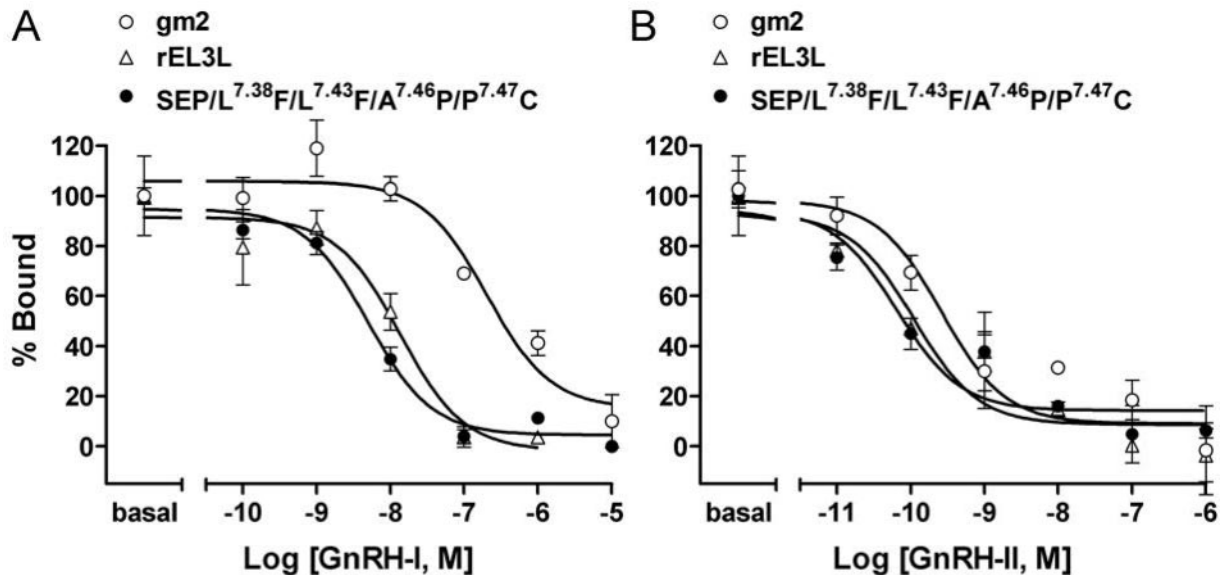 A
gm2
rEL3L
SEP/L7.38F/L7.43F/A7.46P/P7.47C
% Bound
120
100
80
60
40
20
0
basal
-10 -9 -8 -7 -6 -5
Log [GnRH-I, M]
B
gm2
rEL3L
SEP/L7.38F/L7.43F/A7.46P/P7.47C
120
100
80
60
40
20
0
basal
-11 -10 -9 -8 -7 -6
Log [GnRH-II, M]